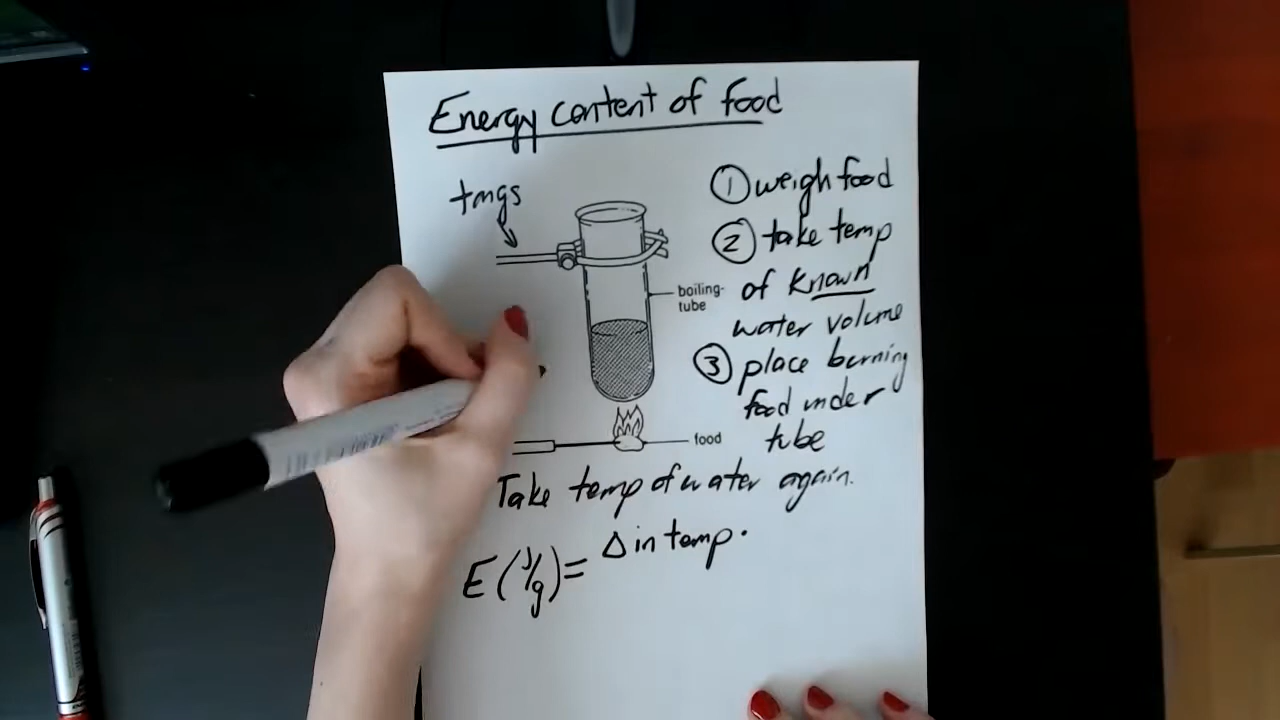 Energy content of food
tmgs
① weigh food
② take temp
of known
water volume
③ place burning
food under
tube
boiling-
tube
food
Take temp of water again.
E (J/g) = Δ in temp ·